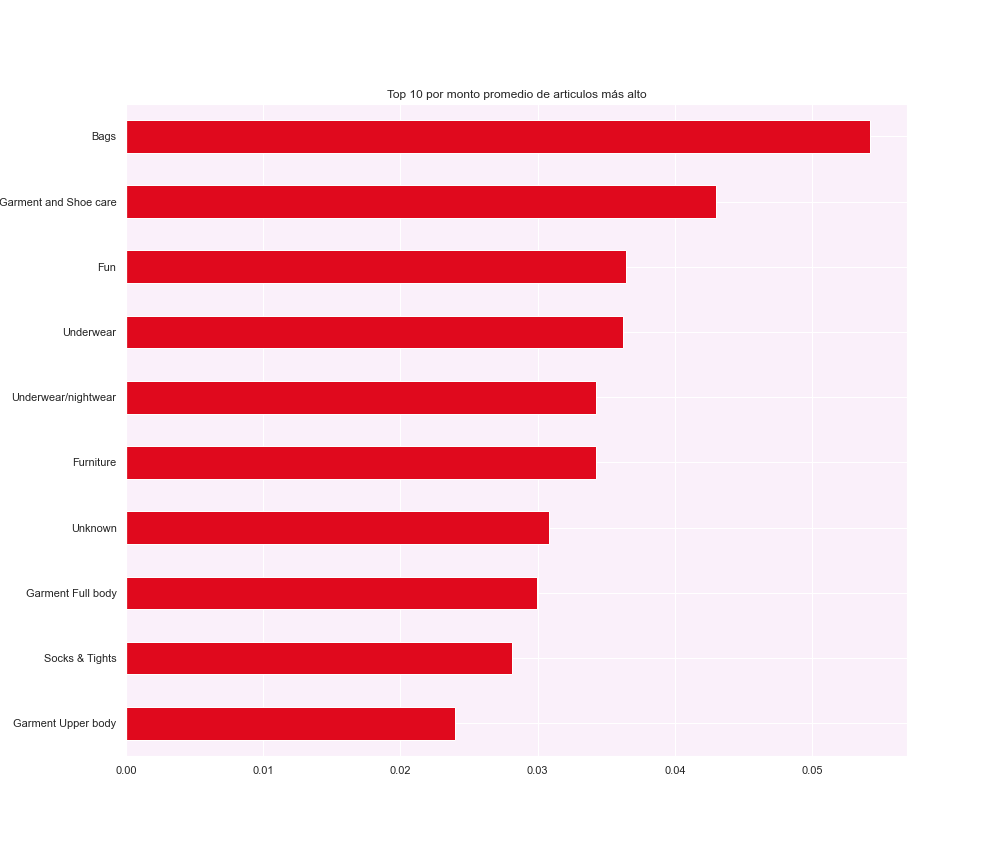 Top 10 por monto promedio de articulos más alto
Bags
Garment and Shoe care
Fun
Underwear
Underwear/nightwear
Furniture
Unknown
Garment Full body
Socks & Tights
Garment Upper body
0.00 0.01 0.02 0.03 0.04 0.05